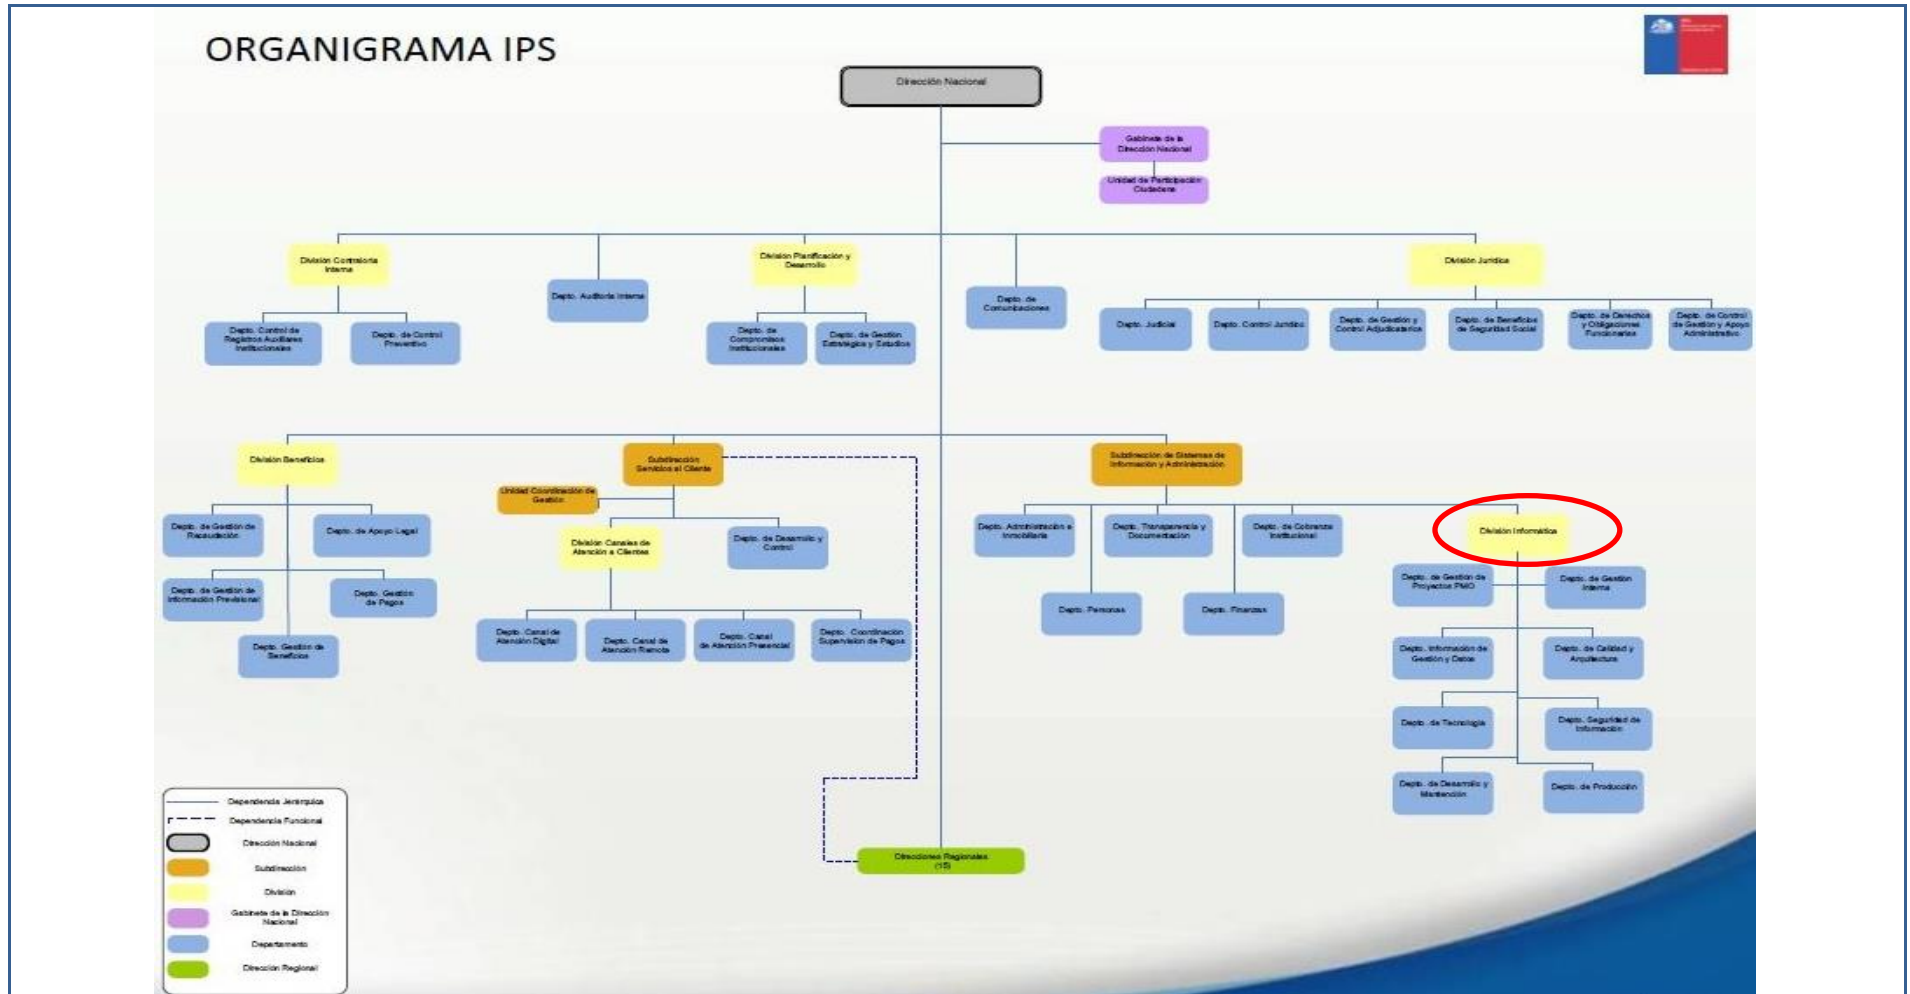 ORGANIGRAMA IPS
Dirección Nacional
Gabinete de la
Dirección Nacional
Unidad de Participación
Ciudadana
División Contraloría
Interna
Depto. Auditoría Interna
División Planificación y
Desarrollo
Depto. de
Comunicaciones
División Jurídica
Depto. Control de
Registros Auxiliares
Institucionales
Depto. de Control
Preventivo
Depto. de
Compromisos
Institucionales
Depto. de Gestión
Estratégica y Estudios
Depto. Judicial
Depto. Control Jurídico
Depto. de Gestión y
Control Adjudicatarios
Depto. de Beneficios
de Seguridad Social
Depto. de Derechos
y Obligaciones
Funcionarias
Depto. de Control
de Gestión y Apoyo
Administrativo
División Beneficios
Subdirección
Servicios al Cliente
Subdirección de Sistemas de
Información y Administración
Unidad Coordinación de
Gestión
Depto. de Gestión de
Recaudación
Depto. de Apoyo Legal
División Canales de
Atención a Clientes
Depto. de Desarrollo y
Control
Depto. Administración e
Inmobiliaria
Depto. Transparencia y
Documentación
Depto. de Cobranza
Institucional
División Informática
Depto. de Gestión de
Información Previsional
Depto. Gestión
de Pagos
Depto. Personas
Depto. Finanzas
Depto. de Gestión de
Proyectos PMO
Depto. de Gestión
Interna
Depto. Gestión de
Beneficios
Depto. Canal de
Atención Digital
Depto. Canal de
Atención Remota
Depto. Canal
de Atención Presencial
Depto. Coordinación
Supervisión de Pagos
Depto. Información de
Gestión y Datos
Depto. de Calidad y
Arquitectura
Depto. de Tecnología
Depto. Seguridad de
Información
Depto. de Desarrollo y
Mantención
Depto. de Producción
Direcciones Regionales
(15)
Dependencia Jerárquica
Dependencia Funcional
Dirección Nacional
Subdirección
División
Gabinete de la Dirección
Nacional
Departamento
Dirección Regional